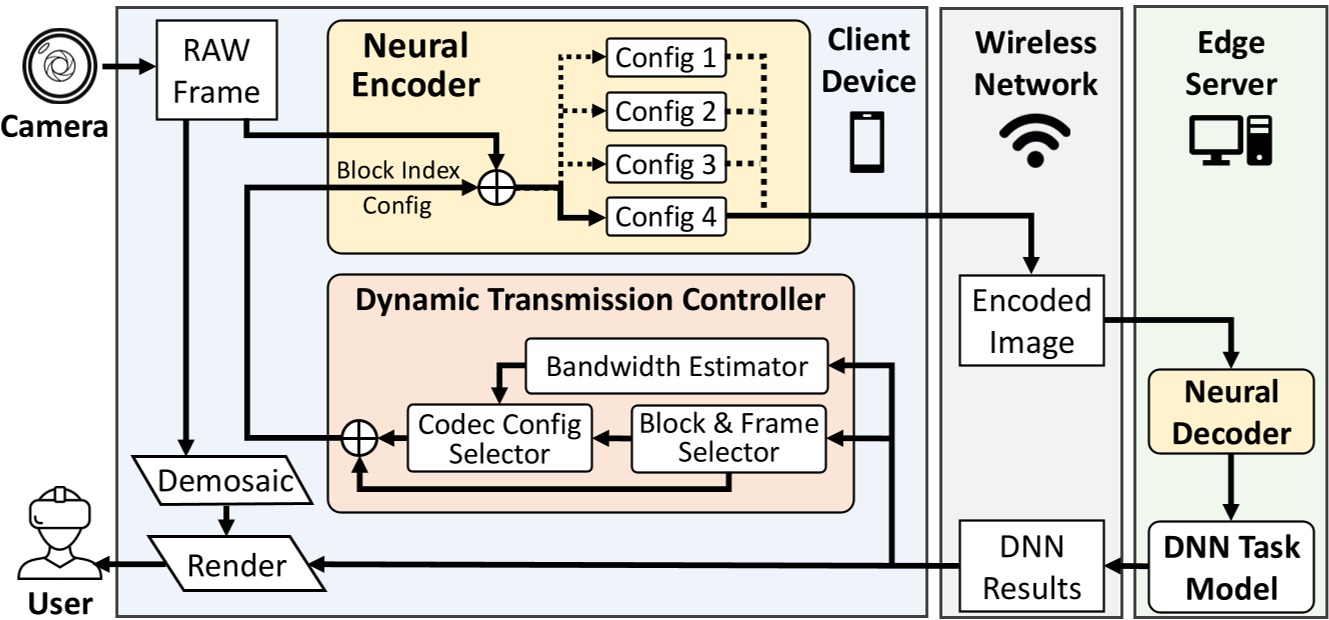 Camera
RAW
Frame
Neural
Encoder
Config 1
Config 2
Config 3
Config 4
Block Index
Config
Client
Device
Wireless
Network
Edge
Server
Dynamic Transmission Controller
Bandwidth Estimator
Codec Config
Selector
Block & Frame
Selector
Encoded
Image
Neural
Decoder
Demosaic
Render
User
DNN
Results
DNN Task
Model